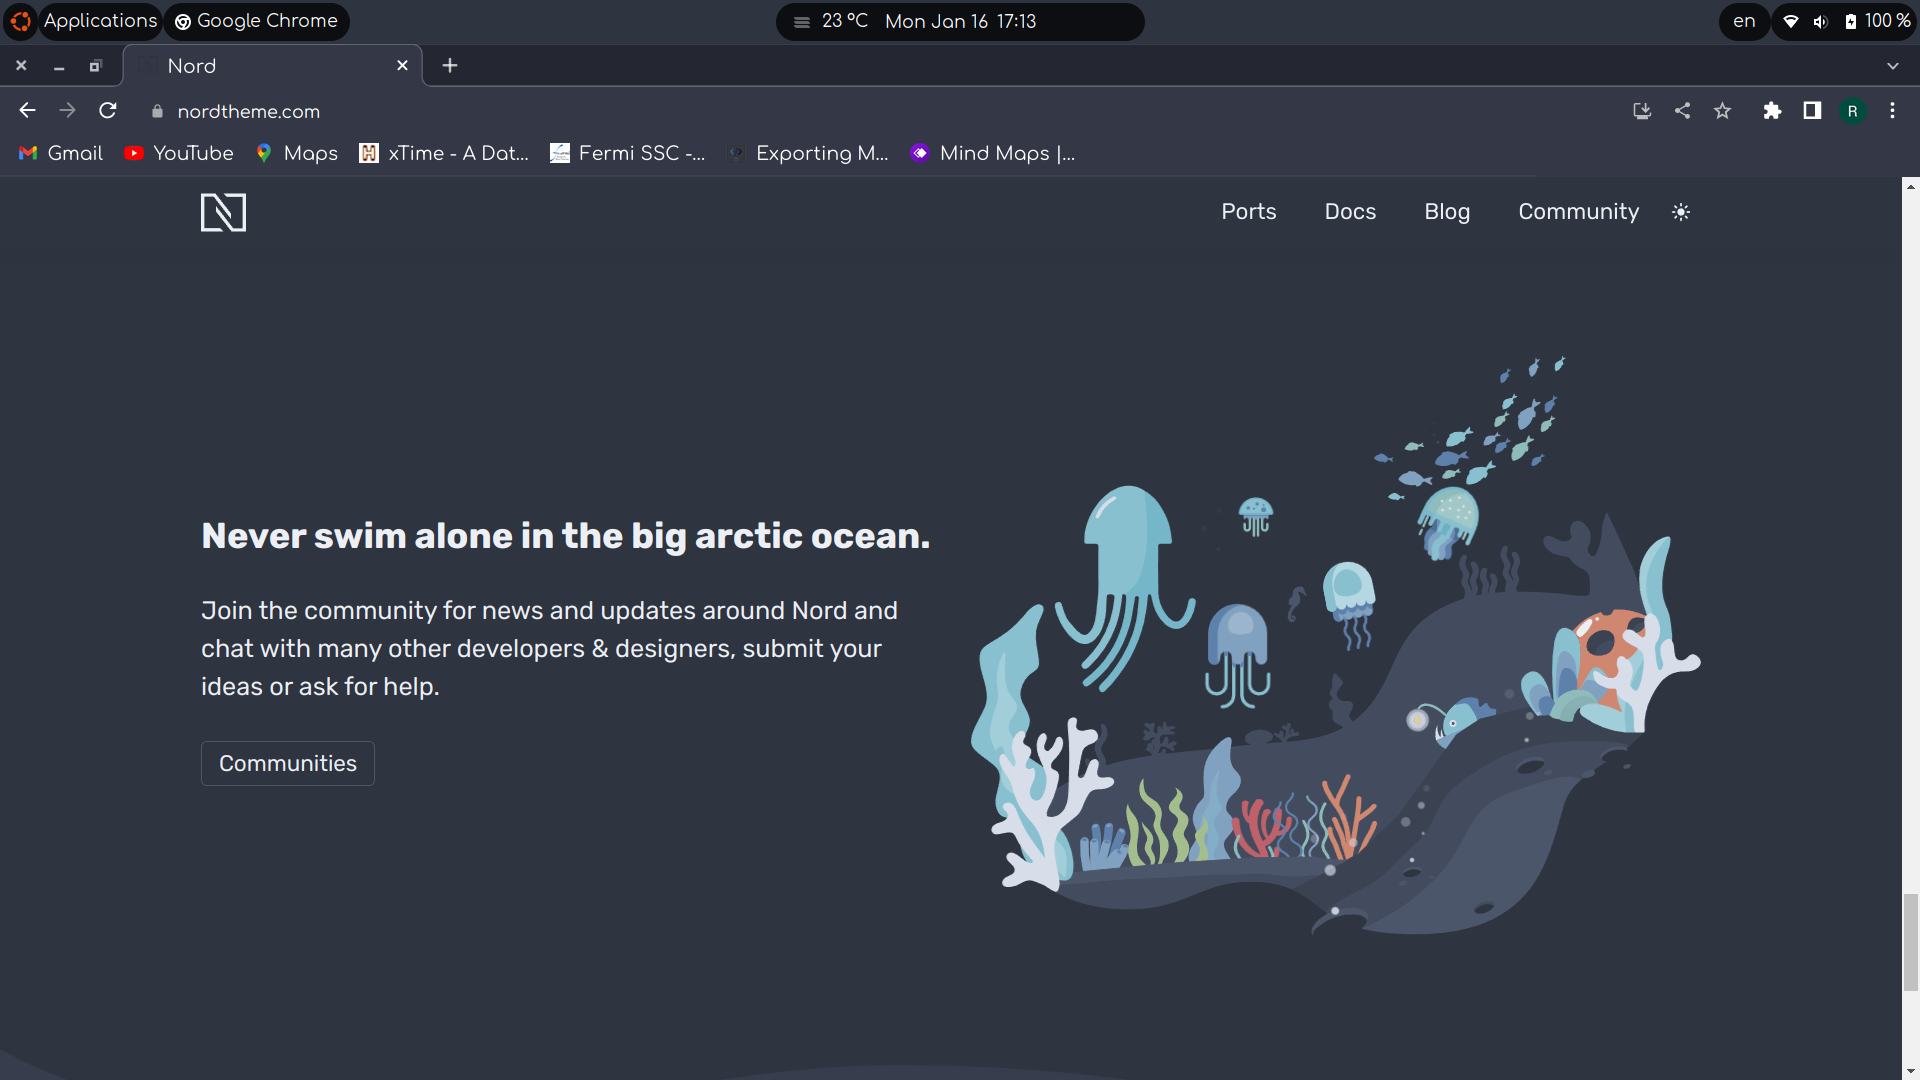 Applications Google Chrome 23 °C Mon Jan 16 17:13 en 100 %
Nord
nordtheme.com R
Gmail YouTube Maps xTime - A Dat... Fermi SSC -... Exporting M... Mind Maps |...
Ports Docs Blog Community
Never swim alone in the big arctic ocean.
Join the community for news and updates around Nord and
chat with many other developers & designers, submit your
ideas or ask for help.
Communities